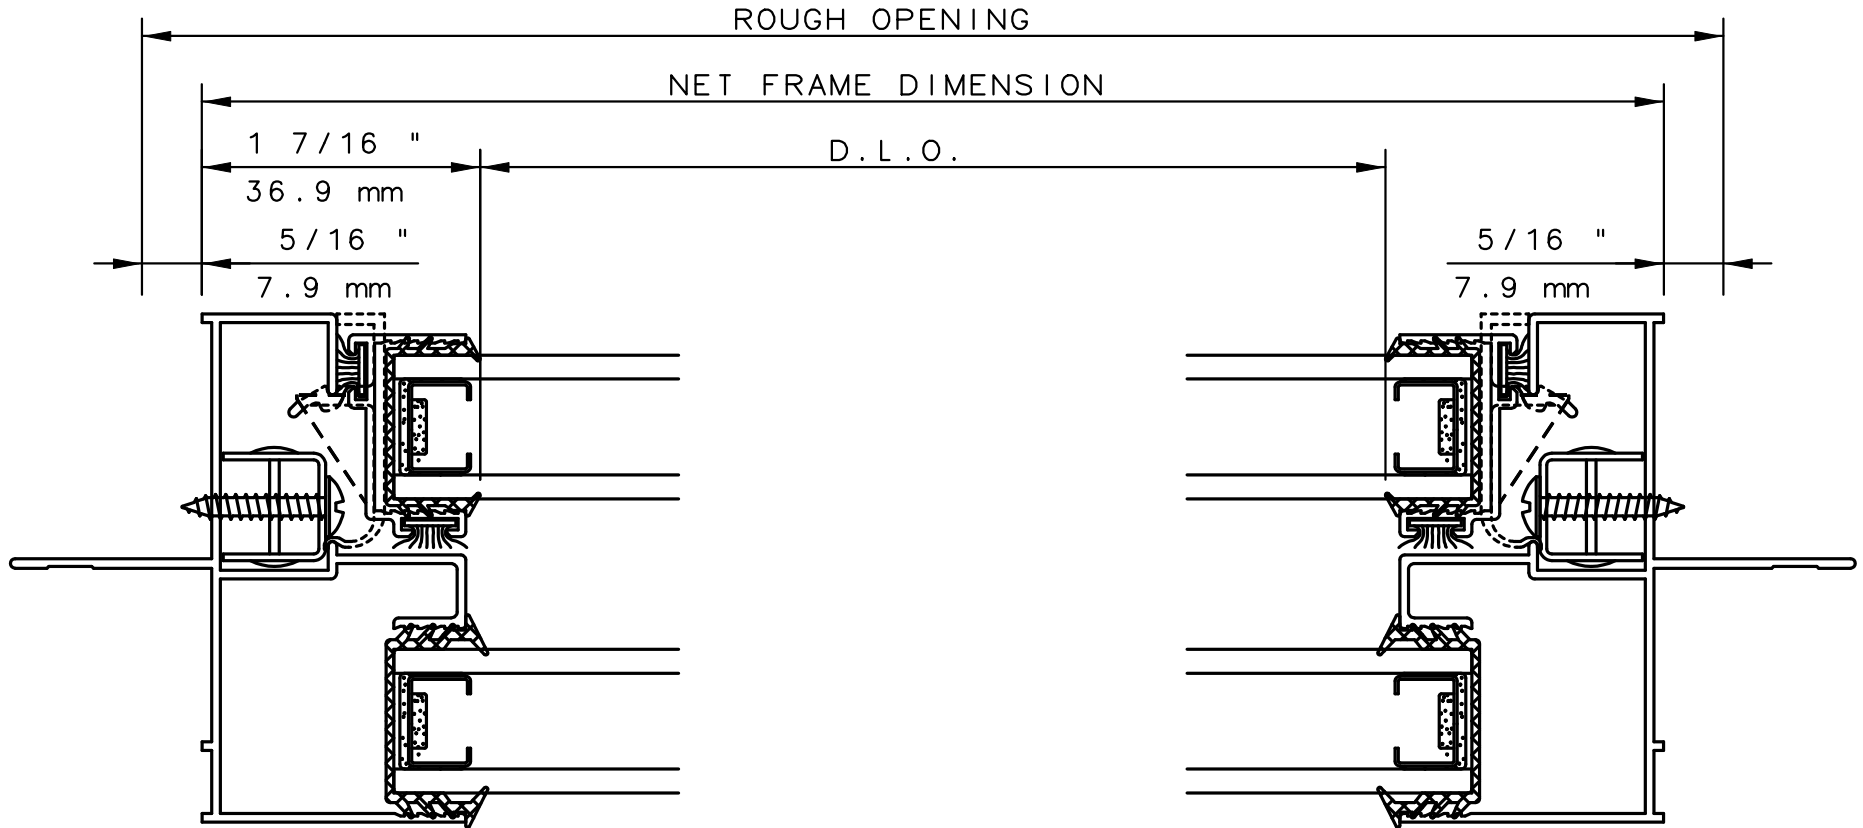 ROUGH OPENING
NET FRAME DIMENSION
1 7/16 "
D.L.O.
36.9 mm
5/16 "
5/16 "
7.9 mm
7.9 mm